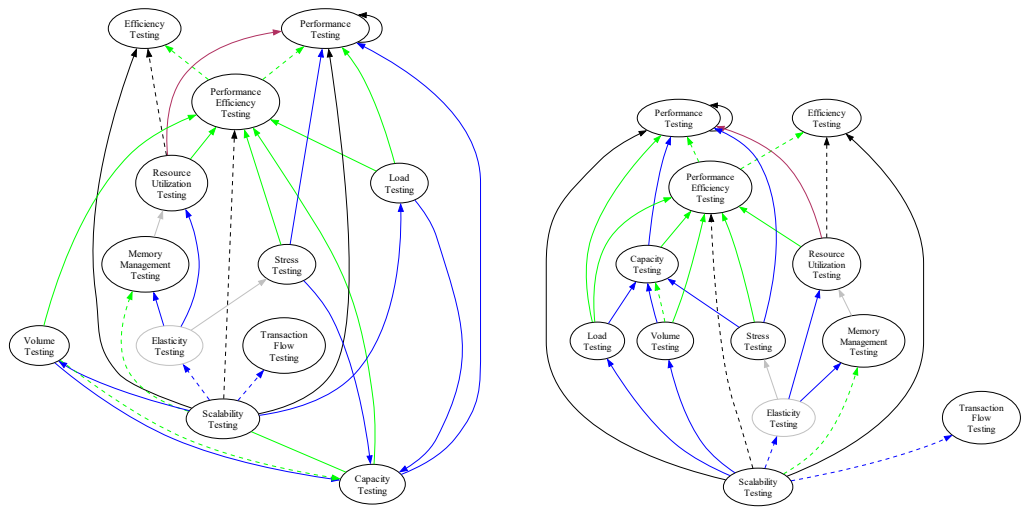 Efficiency
Testing
Performance
Testing
Performance
Efficiency
Testing
Resource
Utilization
Testing
Load
Testing
Memory
Management
Testing
Stress
Testing
Volume
Testing
Elasticity
Testing
Transaction
Flow
Testing
Scalability
Testing
Capacity
Testing
Performance
Testing
Efficiency
Testing
Performance
Efficiency
Testing
Capacity
Testing
Resource
Utilization
Testing
Load
Testing
Volume
Testing
Stress
Testing
Memory
Management
Testing
Elasticity
Testing
Transaction
Flow
Testing
Scalability
Testing